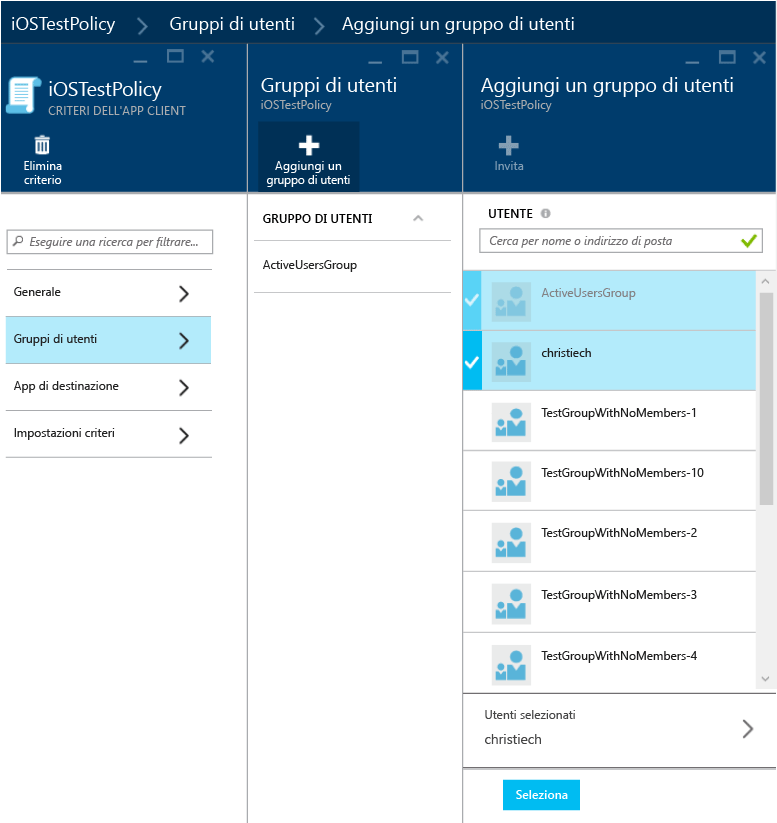 iOSTestPolicy
Gruppi di utenti
Aggiungi un gruppo di utenti
iOSTestPolicy
CRITERI DELL'APP CLIENT
Elimina
criterio
Eseguire una ricerca per filtrare...
Generale
Gruppi di utenti
App di destinazione
Impostazioni criteri
Gruppi di utenti
iOSTestPolicy
Aggiungi un
gruppo di utenti
GRUPPO DI UTENTI
ActiveUsersGroup
Aggiungi un gruppo di utenti
iOSTestPolicy
Invita
UTENTE
Cerca per nome o indirizzo di posta
ActiveUsersGroup
christiech
TestGroupWithNoMembers-1
TestGroupWithNoMembers-10
TestGroupWithNoMembers-2
TestGroupWithNoMembers-3
TestGroupWithNoMembers-4
Utenti selezionati
christiech
Seleziona